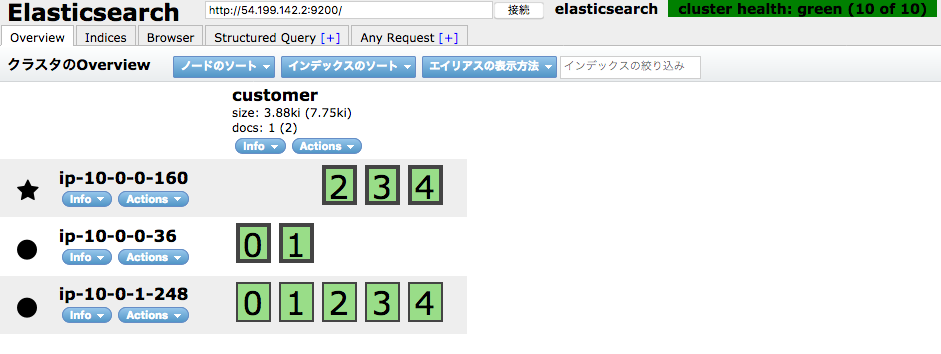 Elasticsearch http://54.199.142.2:9200/ 接続 elasticsearch cluster health: green (10 of 10)
Overview Indices Browser Structured Query [+] Any Request [+]
クラスタのOverview ノードのソート インデックスのソート エイリアスの表示方法 インデックスの絞り込み
customer
size: 3.88ki (7.75ki)
docs: 1 (2)
Info Actions
ip-10-0-0-160 2 3 4
Info Actions
ip-10-0-0-36 0 1
Info Actions
ip-10-0-1-248 0 1 2 3 4
Info Actions